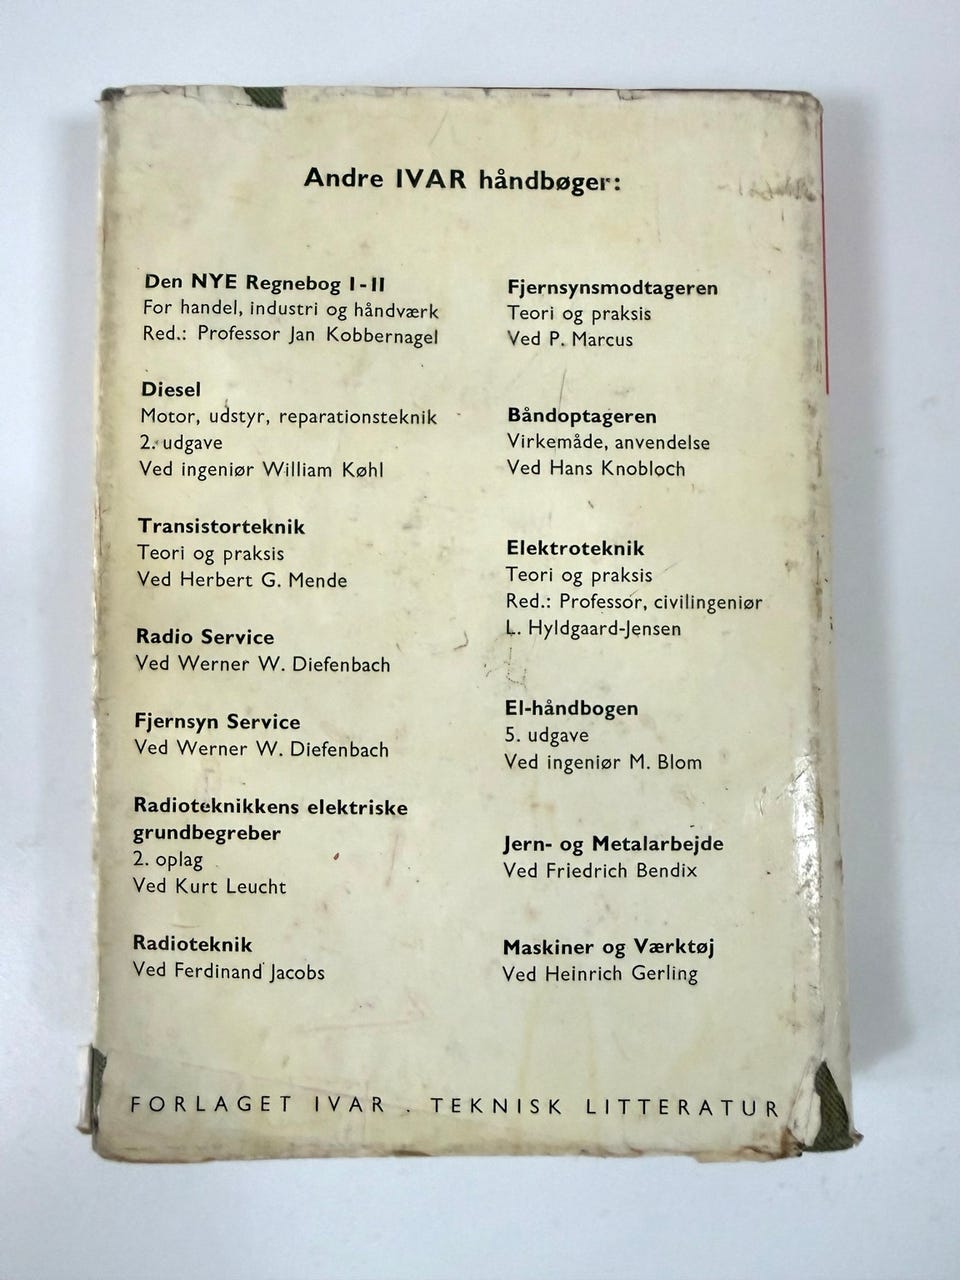 Andre IVAR håndbøger:
Den NYE Regnebog I-II
For handel, industri og håndværk
Red.: Professor Jan Kobbernagel
Diesel
Motor, udstyr, reparationsteknik
2. udgave
Ved ingeniør William Køhl
Transistorteknik
Teori og praksis
Ved Herbert G. Mende
Radio Service
Ved Werner W. Diefenbach
Fjernsyn Service
Ved Werner W. Diefenbach
Radioteknikkens elektriske
grundbegreber
2. oplag
Ved Kurt Leucht
Radioteknik
Ved Ferdinand Jacobs
Fjernsynsmodtageren
Teori og praksis
Ved P. Marcus
Båndoptageren
Virkemåde, anvendelse
Ved Hans Knobloch
Elektroteknik
Teori og praksis
Red.: Professor, civilingeniør
L. Hyldgaard-Jensen
El-håndbogen
5. udgave
Ved ingeniør M. Blom
Jern- og Metalarbejde
Ved Friedrich Bendix
Maskiner og Værktøj
Ved Heinrich Gerling
FORLAGET IVAR . TEKNISK LITTERATUR